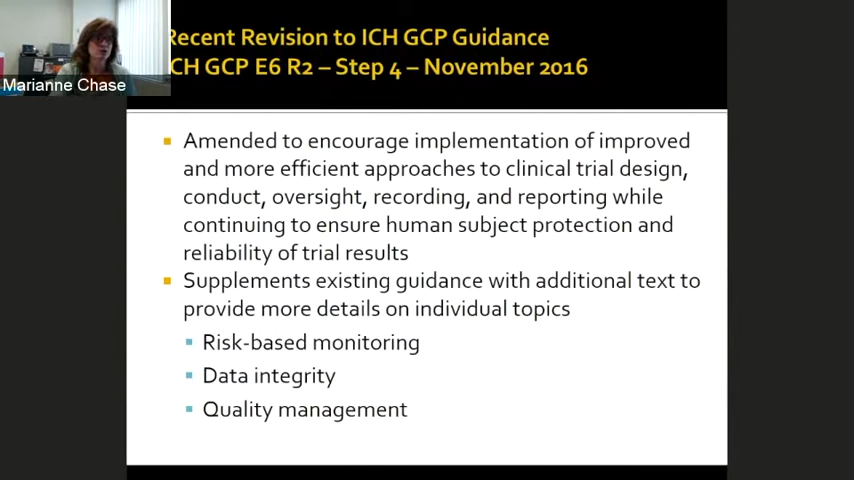 Recent Revision to ICH GCP Guidance
CH GCP E6 R2 – Step 4 – November 2016
Marianne Chase
Amended to encourage implementation of improved
and more efficient approaches to clinical trial design,
conduct, oversight, recording, and reporting while
continuing to ensure human subject protection and
reliability of trial results
Supplements existing guidance with additional text to
provide more details on individual topics
Risk-based monitoring
Data integrity
Quality management